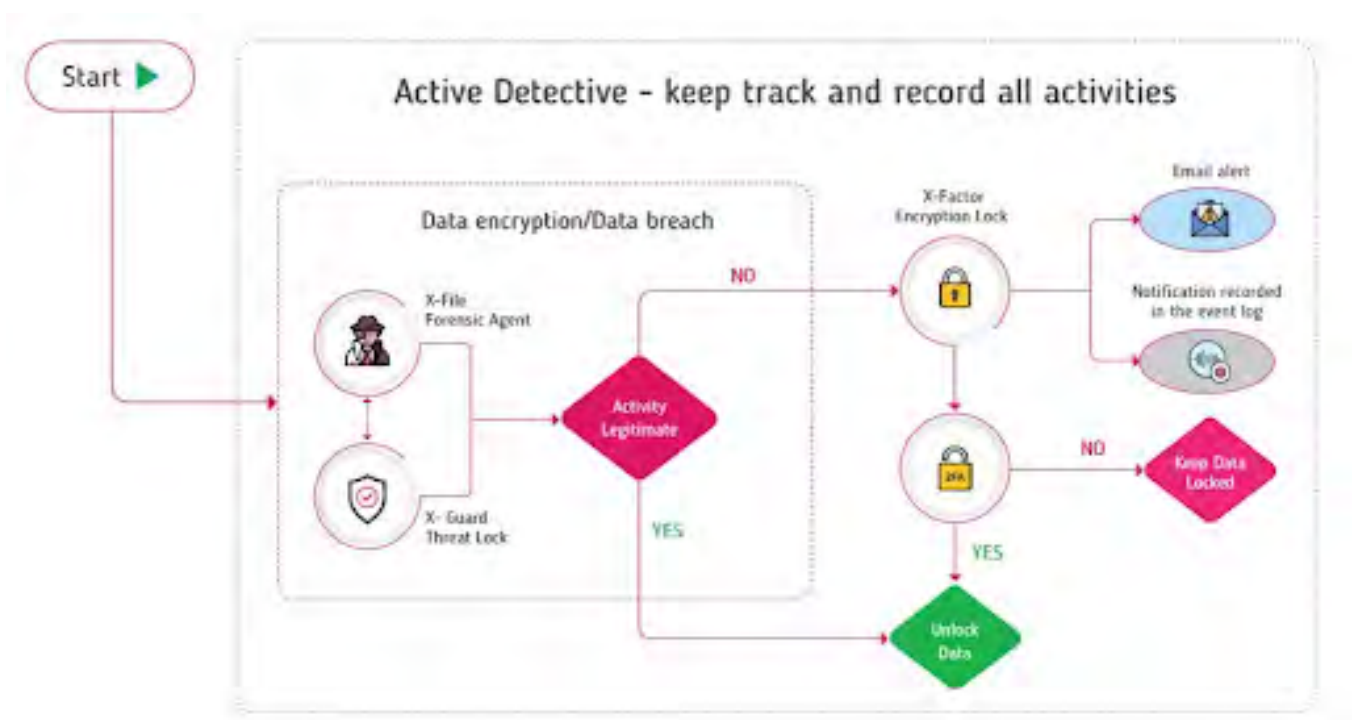 Start
Active Detective - keep track and record all activities
Data encryption/Data breach
X-File
Forensic Agent
X- Guard
Threat Lock
Activity
Legitimate
NO
YES
X-Factor
Encryption Lock
Email alert
Notification recorded
in the event log
2FA
NO
Keep Data
Locked
YES
Unlock
Data